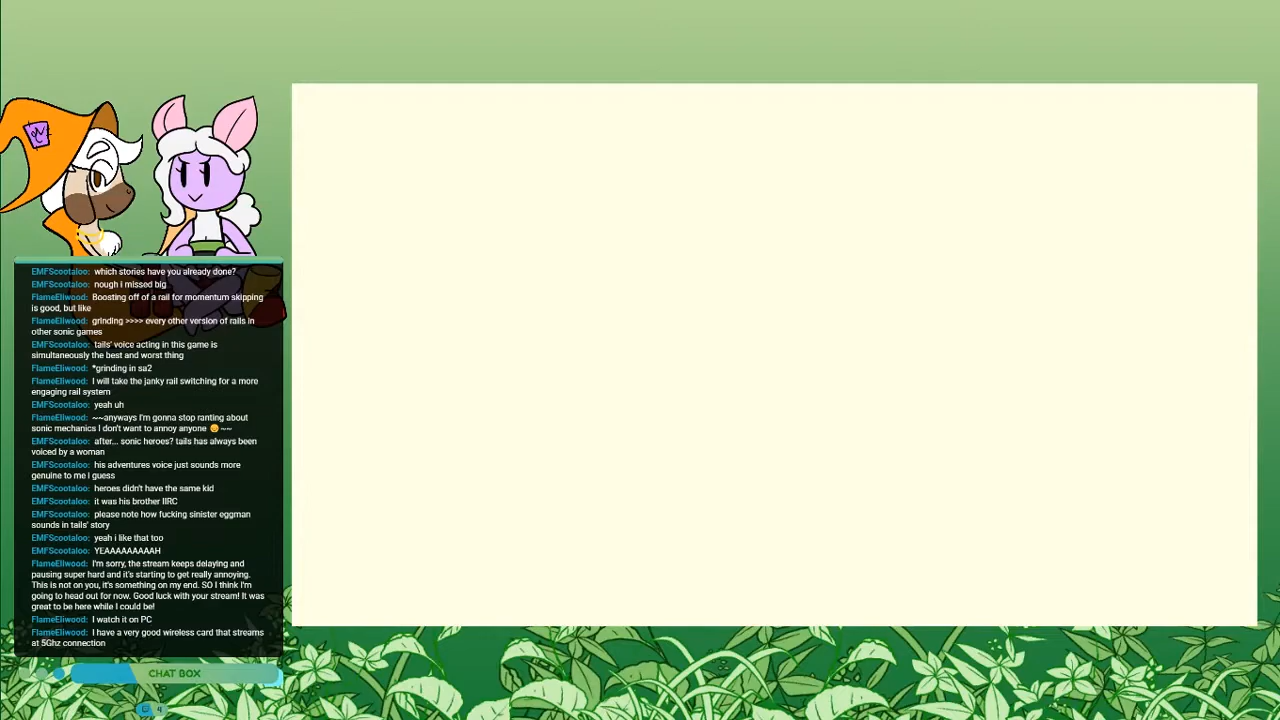 EMFScootaloo: which stories have you already done?
EMFScootaloo: nough i missed big
FlameEliwood: Boosting off of a rail for momentum skipping
is good, but like
FlameEliwood: grinding >>>> every other version of rails in
other sonic games
EMFScootaloo: tails' voice acting in this game is
simultaneously the best and worst thing
FlameEliwood: *grinding in sa2
FlameEliwood: I will take the janky rail switching for a more
engaging rail system
EMFScootaloo: yeah uh
FlameEliwood: ~~anyways I'm gonna stop ranting about
sonic mechanics I don't want to annoy anyone 😊~~
EMFScootaloo: after... sonic heroes? tails has always been
voiced by a woman
EMFScootaloo: his adventures voice just sounds more
genuine to me I guess
EMFScootaloo: heroes didn't have the same kid
EMFScootaloo: it was his brother IIRC
EMFScootaloo: please note how fucking sinister eggman
sounds in tails' story
EMFScootaloo: yeah i like that too
EMFScootaloo: YEAAAAAAAAAH
FlameEliwood: I'm sorry, the stream keeps delaying and
pausing super hard and it's starting to get really annoying.
This is not on you, it's something on my end. SO I think I'm
going to head out for now. Good luck with your stream! It was
great to be here while I could be!
FlameEliwood: I watch it on PC
FlameEliwood: I have a very good wireless card that streams
at 5Ghz connection
CHAT BOX